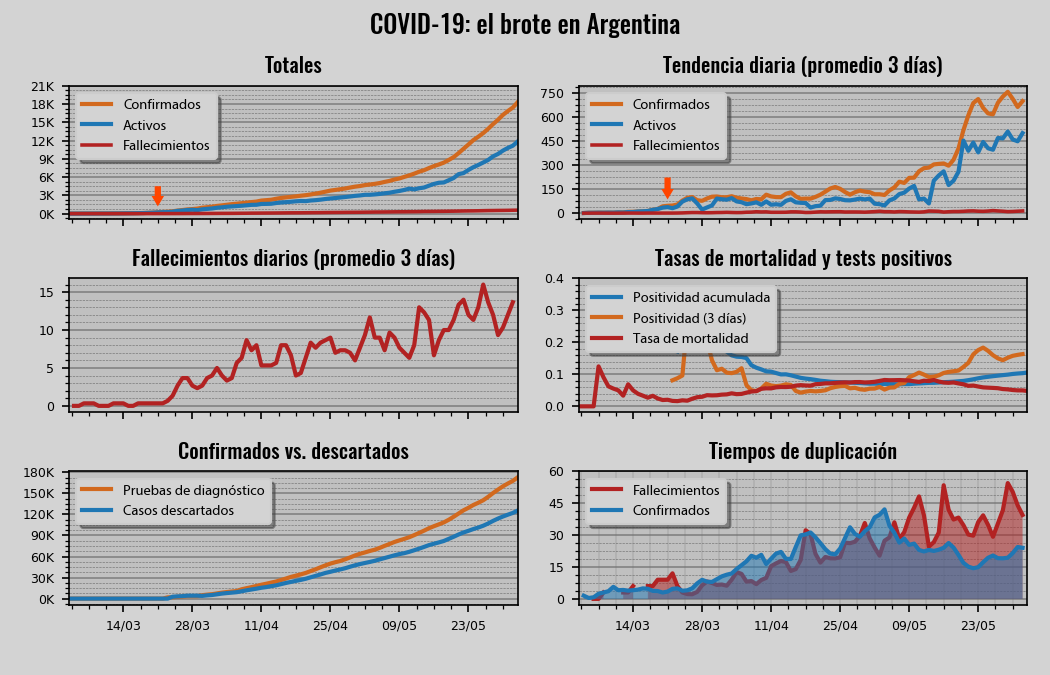 COVID-19: el brote en Argentina
Totales
21K
18K
15K
12K
9K
6K
3K
0K
Confirmados
Activos
Fallecimientos
Tendencia diaria (promedio 3 días)
750
600
450
300
150
0
Confirmados
Activos
Fallecimientos
Fallecimientos diarios (promedio 3 días)
15
10
5
0
Tasas de mortalidad y tests positivos
0.4
0.3
0.2
0.1
0.0
Positividad acumulada
Positividad (3 días)
Tasa de mortalidad
Confirmados vs. descartados
180K
150K
120K
90K
60K
30K
0K
Pruebas de diagnóstico
Casos descartados
14/03 28/03 11/04 25/04 09/05 23/05
Tiempos de duplicación
60
45
30
15
0
Fallecimientos
Confirmados
14/03 28/03 11/04 25/04 09/05 23/05